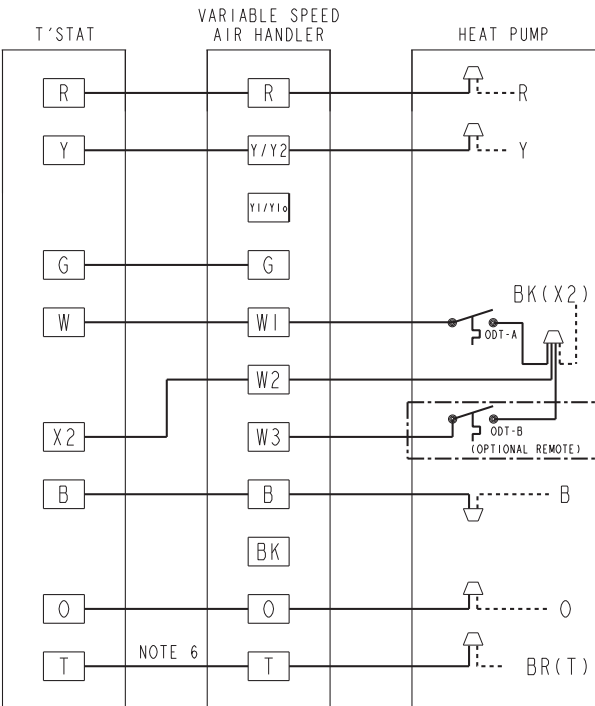 T'STAT
VARIABLE SPEED
AIR HANDLER
HEAT PUMP
R R R
Y Y/Y2 Y
Y1/Y1o
G G
BK(X2)
W W1
ODT-A
W2
X2 W3
ODT-B
(OPTIONAL REMOTE)
B B B
BK
O O O
NOTE 6
T T BR(T)